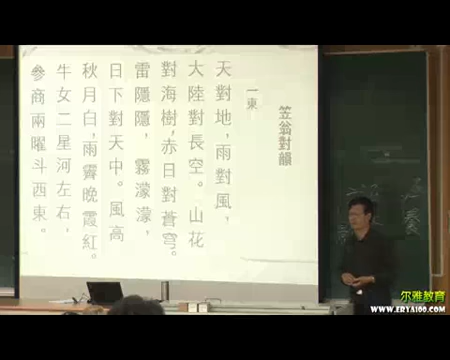 笠翁對韻
一東
天對地，雨對風，
大陸對長空。山花
對海樹，赤日對蒼穹。
雷隱隱，霧濛濛，
日下對天中。風高
秋月白，雨霽晚霞紅。
牛女二星河左右，
參商兩曜斗西東。
尔雅教育
WWW.ERYA100.COM